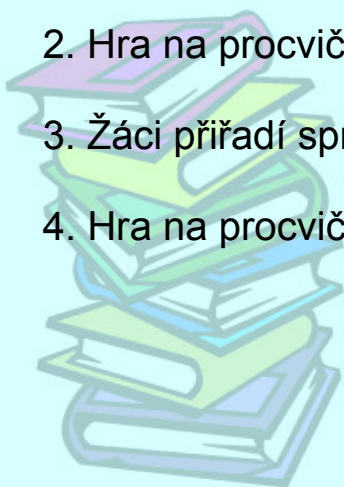 2. Hra na procvič
3. Žáci přiřadí spr
4. Hra na procvič